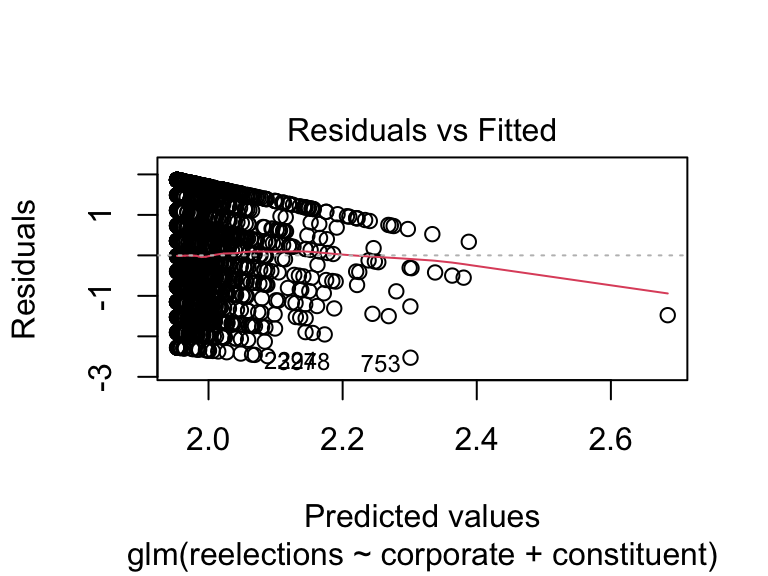 Residuals vs Fitted
Residuals
1
-1
-3
753
2.0 2.2 2.4 2.6
Predicted values
glm(reelections ~ corporate + constituent)